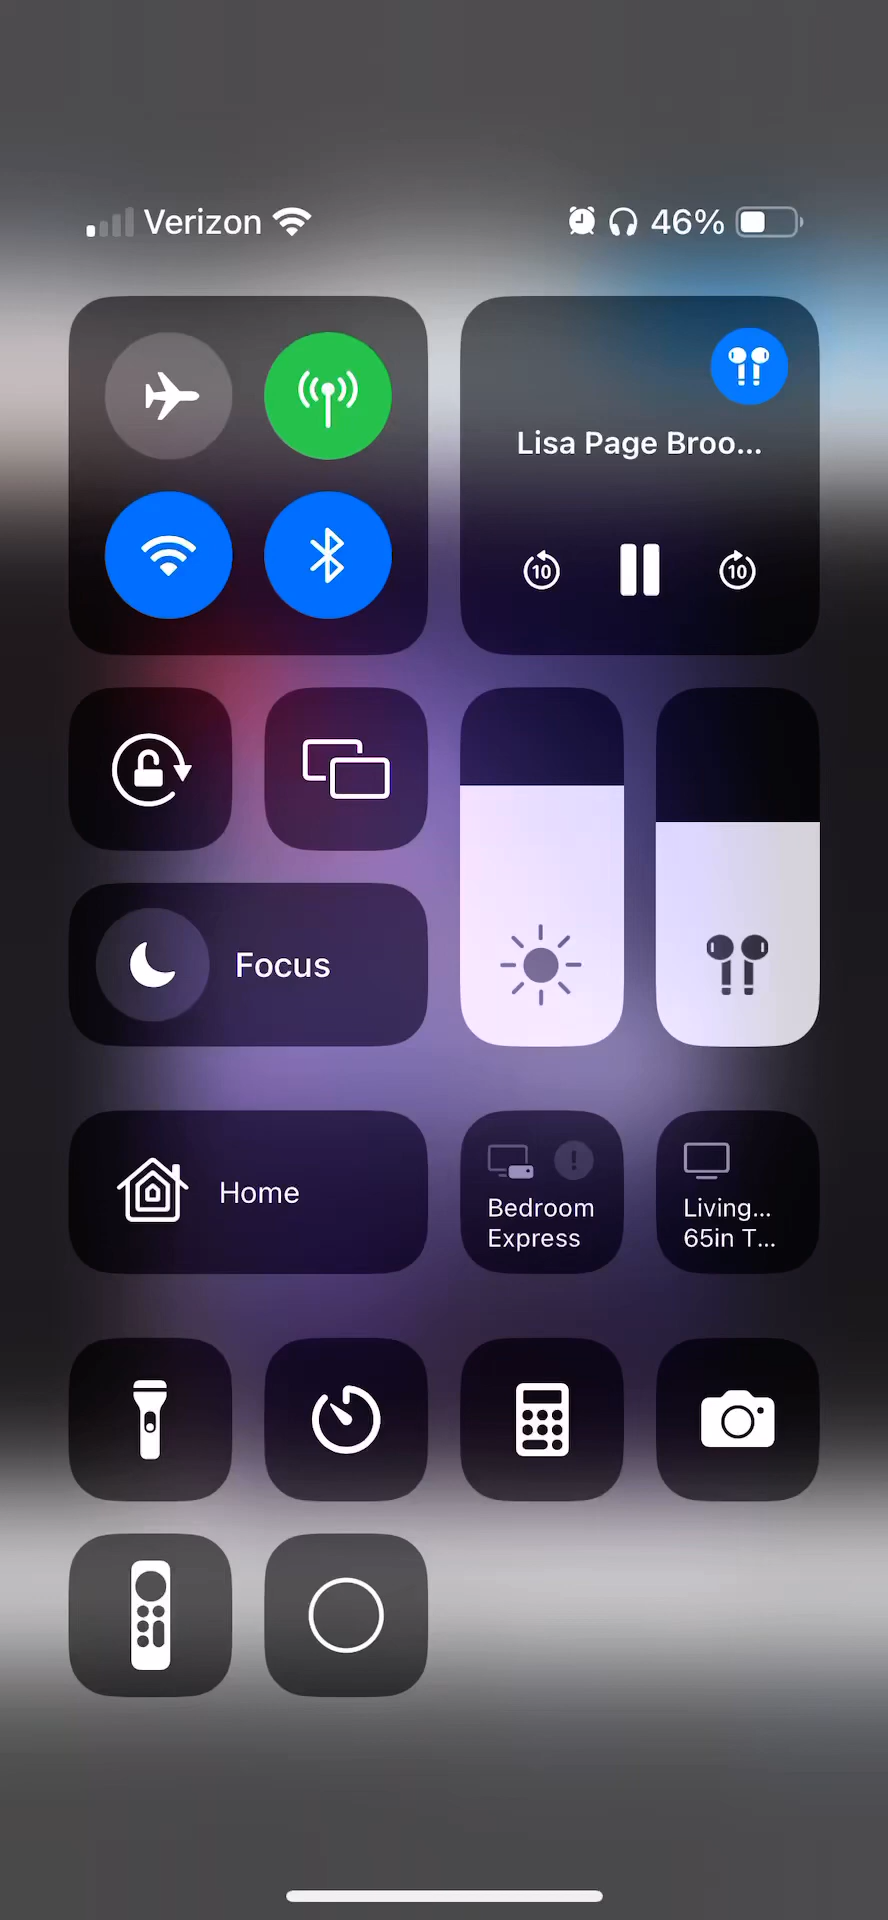 Verizon 46%
Lisa Page Broo...
10 10
Focus
Home
Bedroom
Express
Living...
65in T...